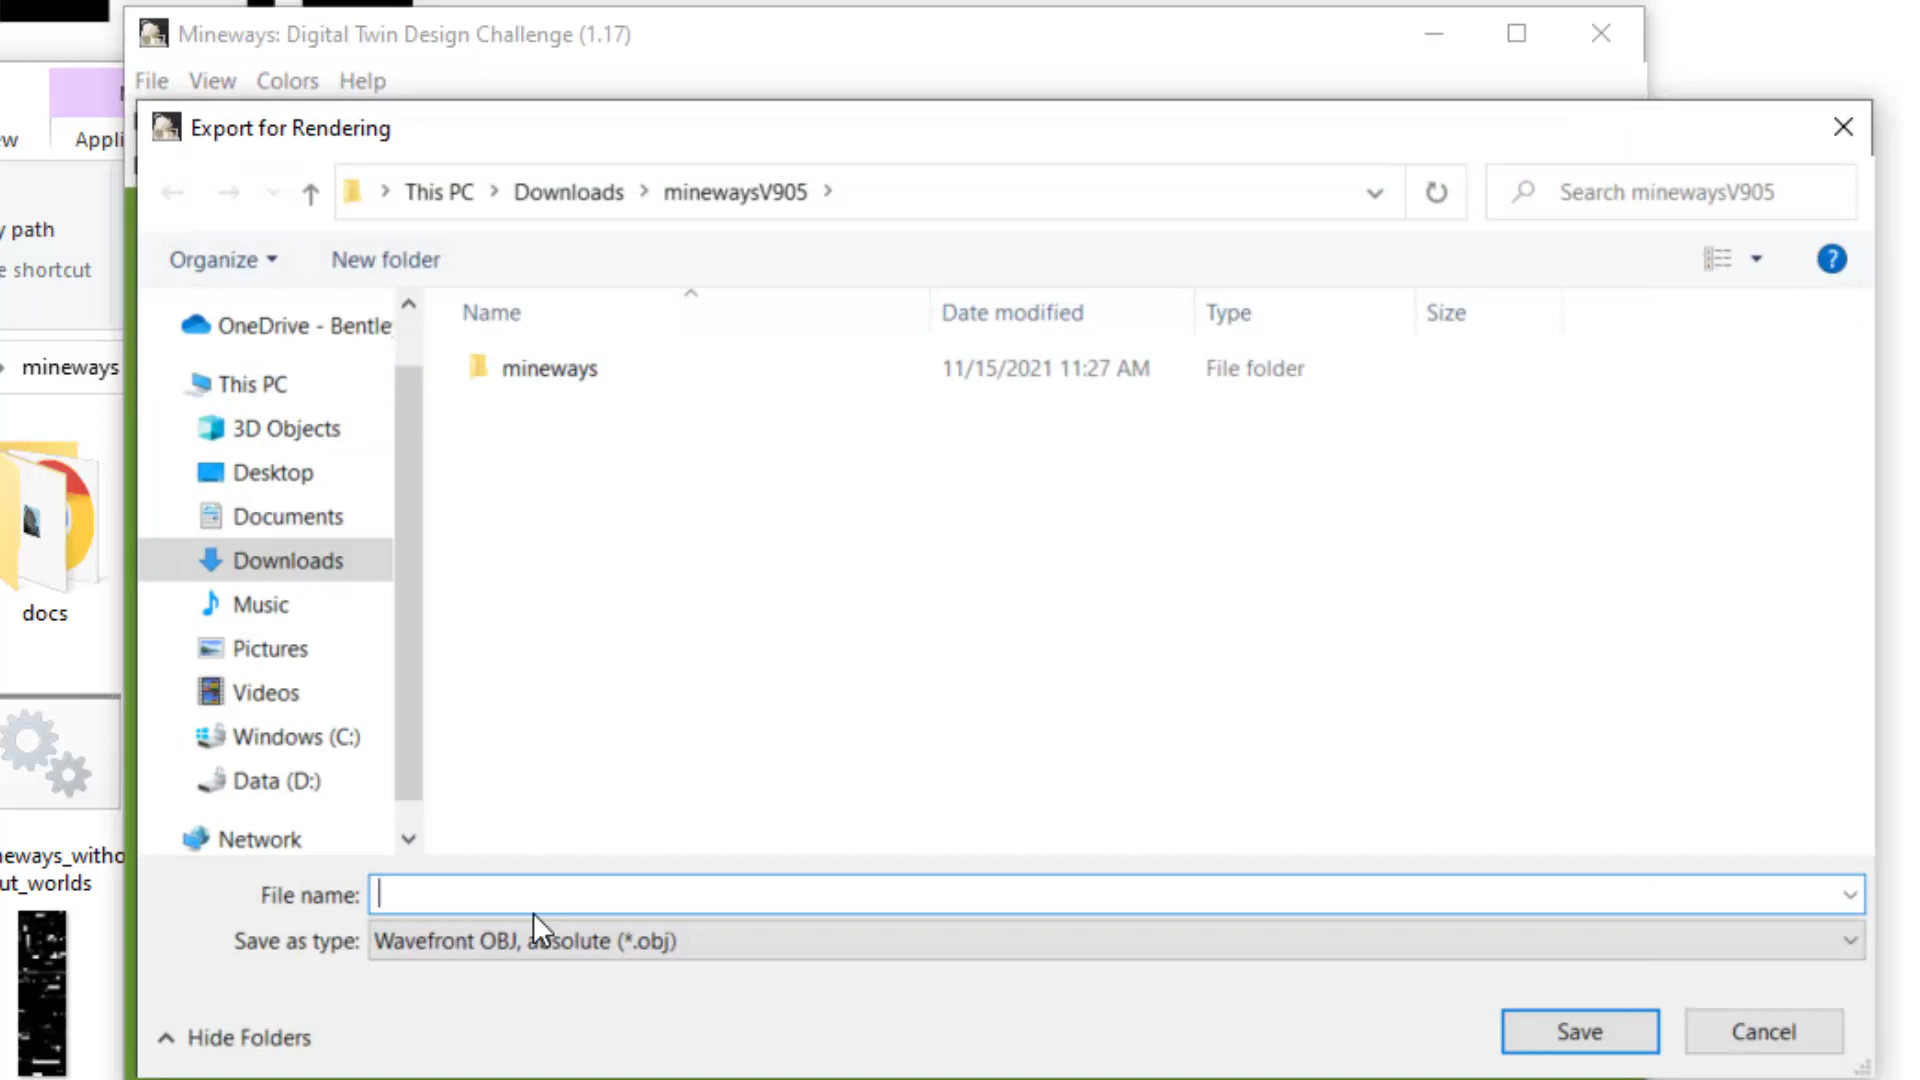 Mineways: Digital Twin Design Challenge (1.17)
File View Colors Help
Export for Rendering
This PC > Downloads > minewaysV905 >
Search minewaysV905
Organize
New folder
Name
Date modified
Type
Size
mineways
11/15/2021 11:27 AM
File folder
OneDrive - Bentle
This PC
3D Objects
Desktop
Documents
Downloads
Music
Pictures
Videos
Windows (C:)
Data (D:)
Network
File name:
Save as type: Wavefront OBJ, absolute (*.obj)
Hide Folders
Save
Cancel
ew
Appli
y path
e shortcut
mineways
docs
neways_witho
ut_worlds